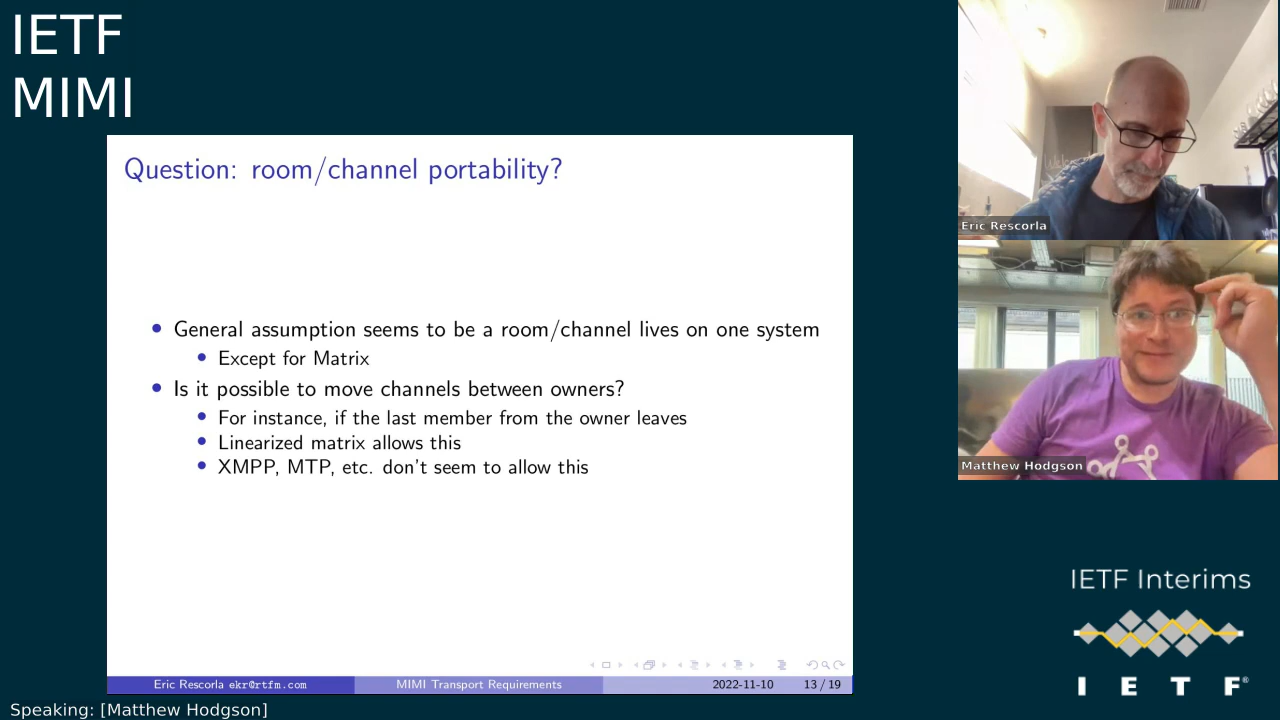 IETF
MIMI
Question: room/channel portability?
General assumption seems to be a room/channel lives on one system
Except for Matrix
Is it possible to move channels between owners?
For instance, if the last member from the owner leaves
Linearized matrix allows this
XMPP, MTP, etc. don't seem to allow this
Eric Rescorla ekr@rtfm.com MIMI Transport Requirements 2022-11-10 13 / 19
Eric Rescorla
Matthew Hodgson
IETF Interims
I E T F®
Speaking: [Matthew Hodgson]